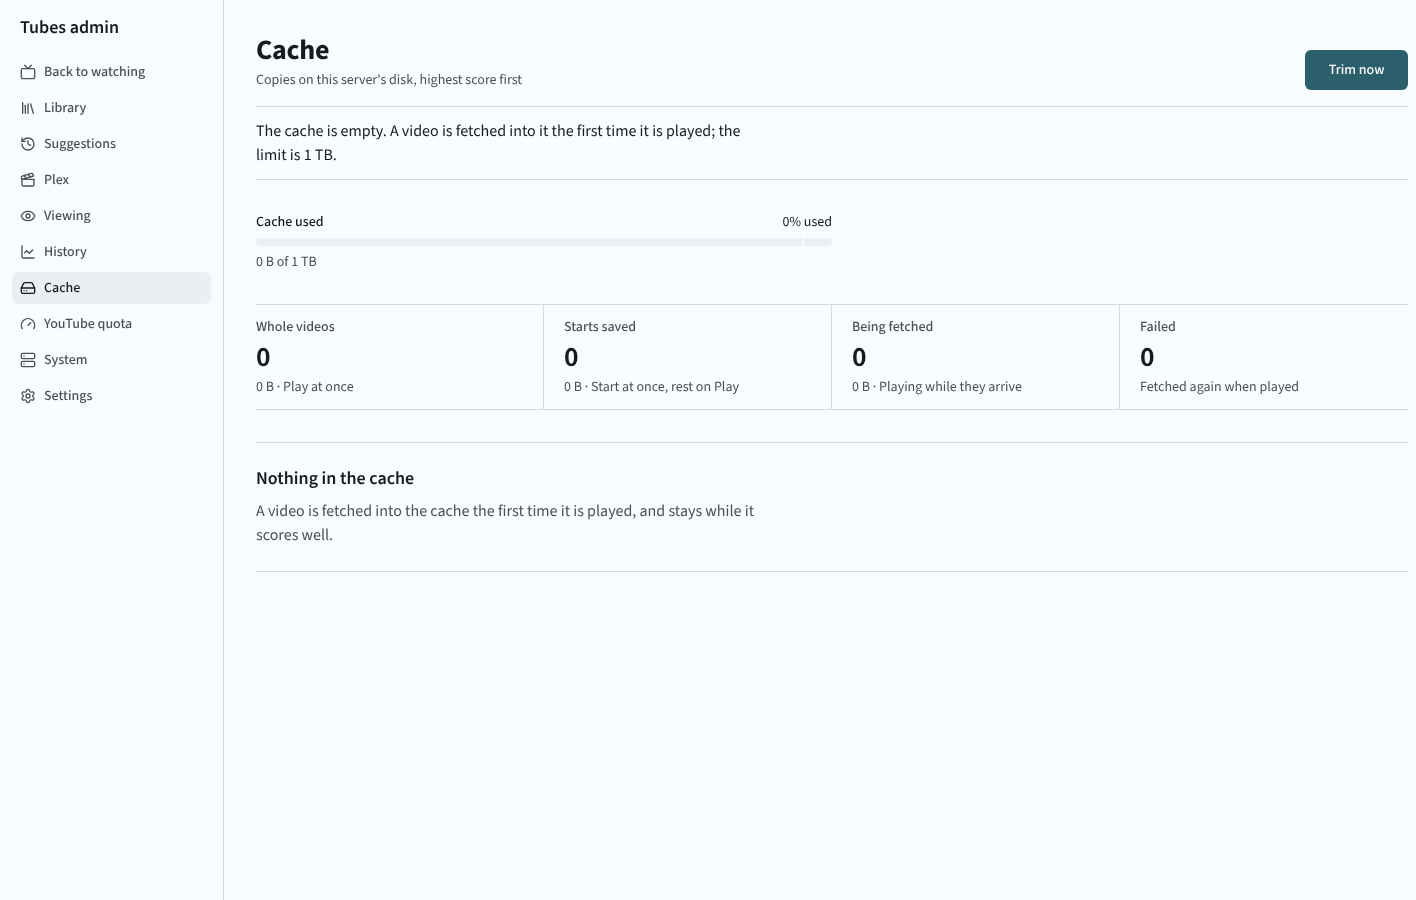 Tubes admin
Back to watching
Library
Suggestions
Plex
Viewing
History
Cache
YouTube quota
System
Settings
Cache
Copies on this server's disk, highest score first
Trim now
The cache is empty. A video is fetched into it the first time it is played; the
limit is 1 TB.
Cache used
0% used
0 B of 1 TB
Whole videos
0
0 B · Play at once
Starts saved
0
0 B · Start at once, rest on Play
Being fetched
0
0 B · Playing while they arrive
Failed
0
Fetched again when played
Nothing in the cache
A video is fetched into the cache the first time it is played, and stays while it
scores well.